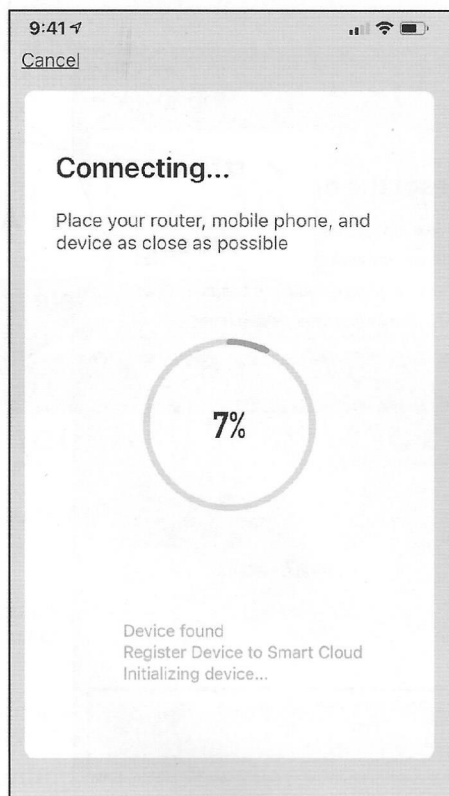 9:41
Cancel
Connecting...
Place your router, mobile phone, and
device as close as possible
7%
Device found
Register Device to Smart Cloud
Initializing device...